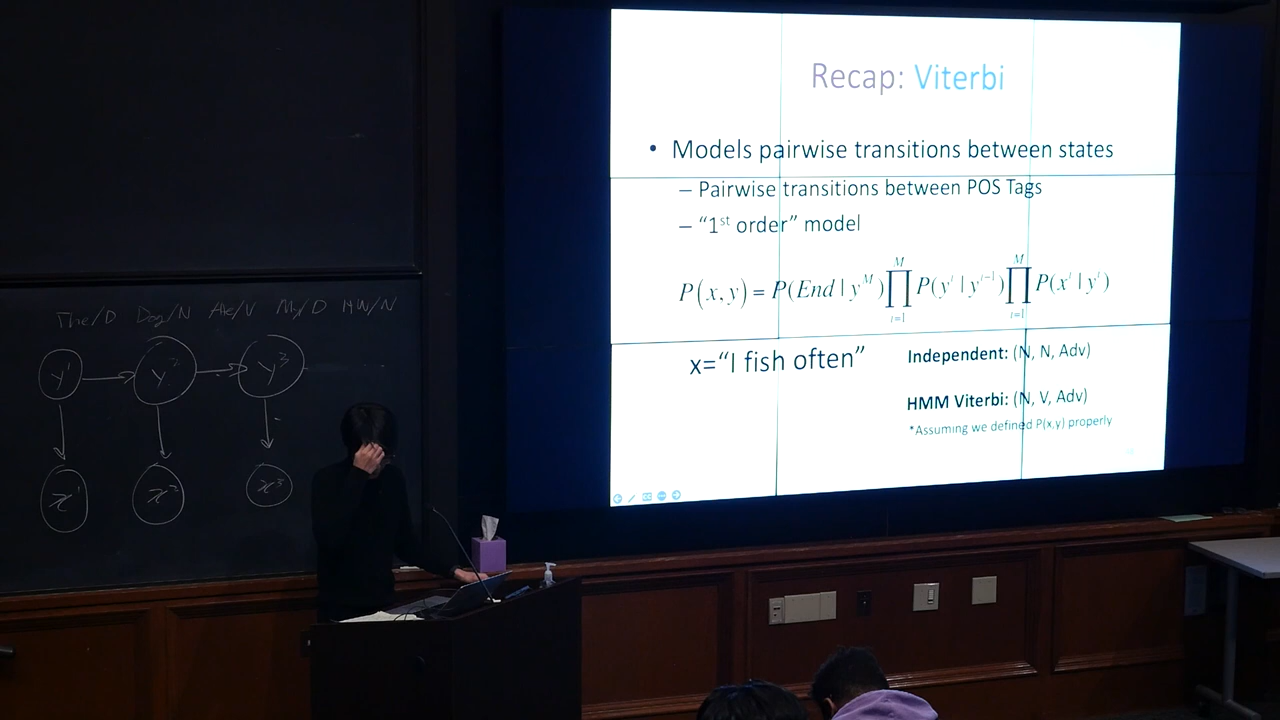 Recap: Viterbi
• Models pairwise transitions between states
– Pairwise transitions between POS Tags
– “1st order” model
P(x, y) = P(End | y^M) ∏_{i=1}^{M} P(y^i | y^{i−1}) ∏_{i=1}^{M} P(x^i | y^i)
x=“I fish often”
Independent: (N, N, Adv)
HMM Viterbi: (N, V, Adv)
*Assuming we defined P(x,y) properly
The/D Dog/N Ate/V My/D HW/N
y^1 y^2 y^3
x^1 x^2 x^3